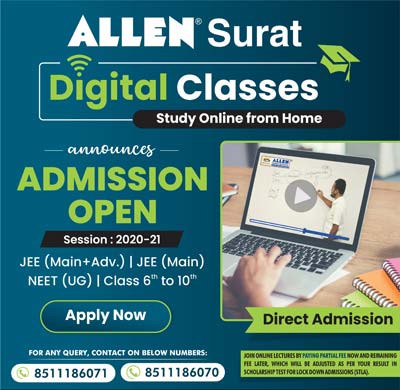 ALLEN® Surat
Digital Classes
Study Online from Home
announces
ADMISSION
OPEN
Session : 2020-21
JEE (Main+Adv.) | JEE (Main)
NEET (UG) | Class 6th to 10th
Apply Now
ALLEN
Direct Admission
FOR ANY QUERY, CONTACT ON BELOW NUMBERS:
8511186071 8511186070
JOIN ONLINE LECTURES BY PAYING PARTIAL FEE NOW AND REMAINING
FEE LATER, WHICH WILL BE ADJUSTED AS PER YOUR RESULT IN
SCHOLARSHIP TEST FOR LOCK DOWN ADMISSIONS (STLA).